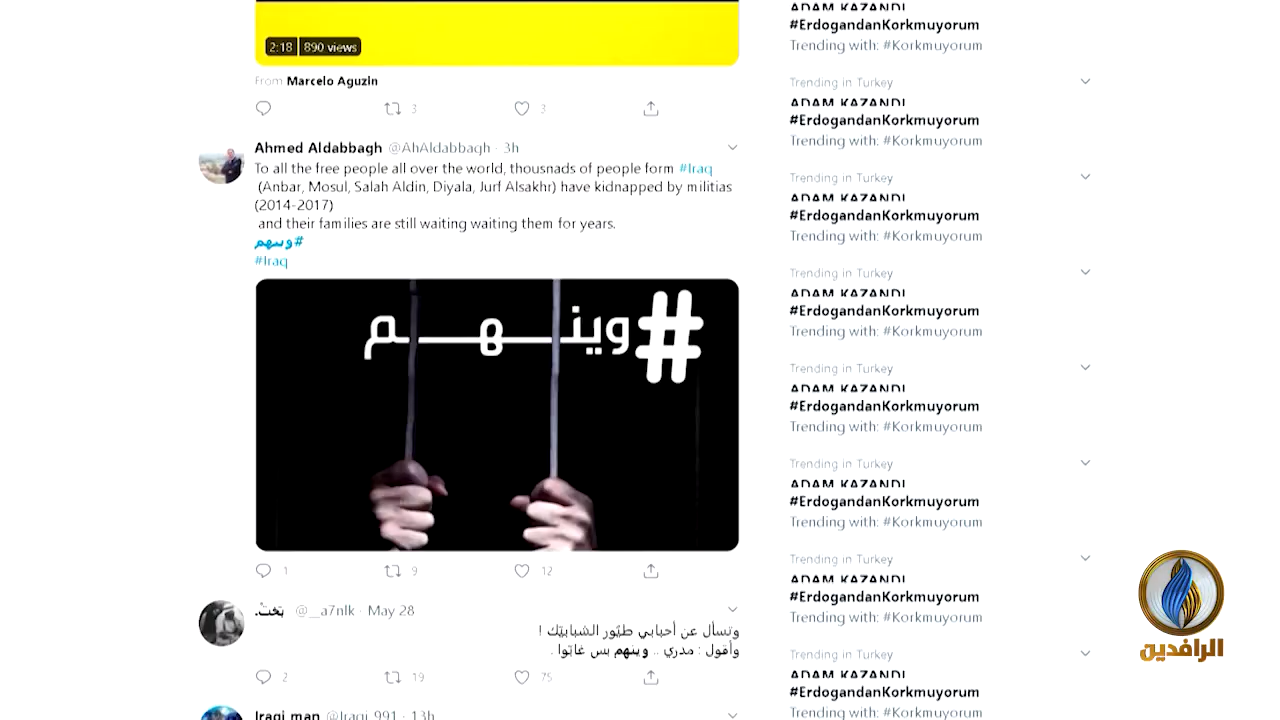 2:18 890 views
From Marcelo Aguzin
3 3
Ahmed Aldabbagh @AhAldabbagh · 3h
To all the free people all over the world, thousnads of people form #Iraq
(Anbar, Mosul, Salah Aldin, Diyala, Jurf Alsakhr) have kidnapped by militias
(2014-2017)
and their families are still waiting waiting them for years.
#وينهم
#Iraq
#وينهم
1 9 12
@__a7nlk · May 28
وتسأل عن أحبابي طيور الشبابيك !
وأقول : مدري .. وينهم بس غابوا .
2 19 75
Iraqi man @Iraqi_991 · 13h
ADAM KAZANDI
#ErdogandanKorkmuyorum
Trending with: #Korkmuyorum
Trending in Turkey
ADAM KAZANDI
#ErdogandanKorkmuyorum
Trending with: #Korkmuyorum
Trending in Turkey
ADAM KAZANDI
#ErdogandanKorkmuyorum
Trending with: #Korkmuyorum
Trending in Turkey
ADAM KAZANDI
#ErdogandanKorkmuyorum
Trending with: #Korkmuyorum
Trending in Turkey
ADAM KAZANDI
#ErdogandanKorkmuyorum
Trending with: #Korkmuyorum
Trending in Turkey
ADAM KAZANDI
#ErdogandanKorkmuyorum
Trending with: #Korkmuyorum
Trending in Turkey
ADAM KAZANDI
#ErdogandanKorkmuyorum
Trending with: #Korkmuyorum
Trending in Turkey
ADAM KAZANDI
#ErdogandanKorkmuyorum
Trending with: #Korkmuyorum
الرافدين